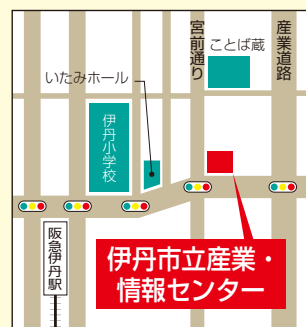 宮前通り
ことば蔵
産業道路
いたみホール
伊丹小学校
阪急伊丹駅
伊丹市立産業・
情報センター